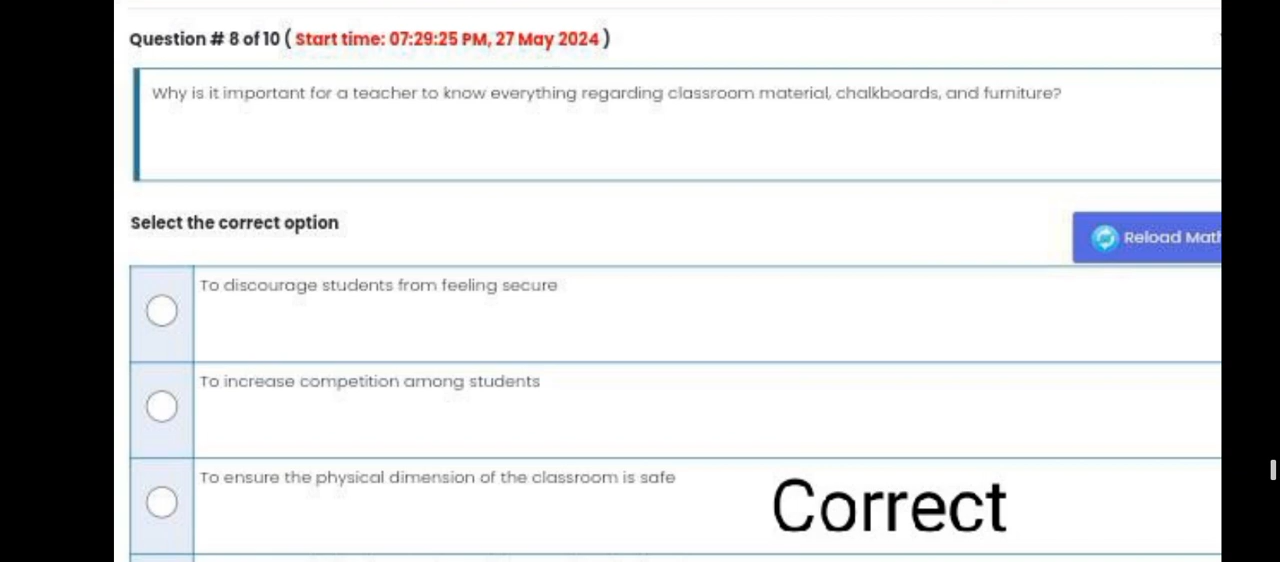 Question # 8 of 10 ( Start time: 07:29:25 PM, 27 May 2024 )
Why is it important for a teacher to know everything regarding classroom material, chalkboards, and furniture?
Select the correct option
Reload Math
To discourage students from feeling secure
To increase competition among students
To ensure the physical dimension of the classroom is safe
Correct